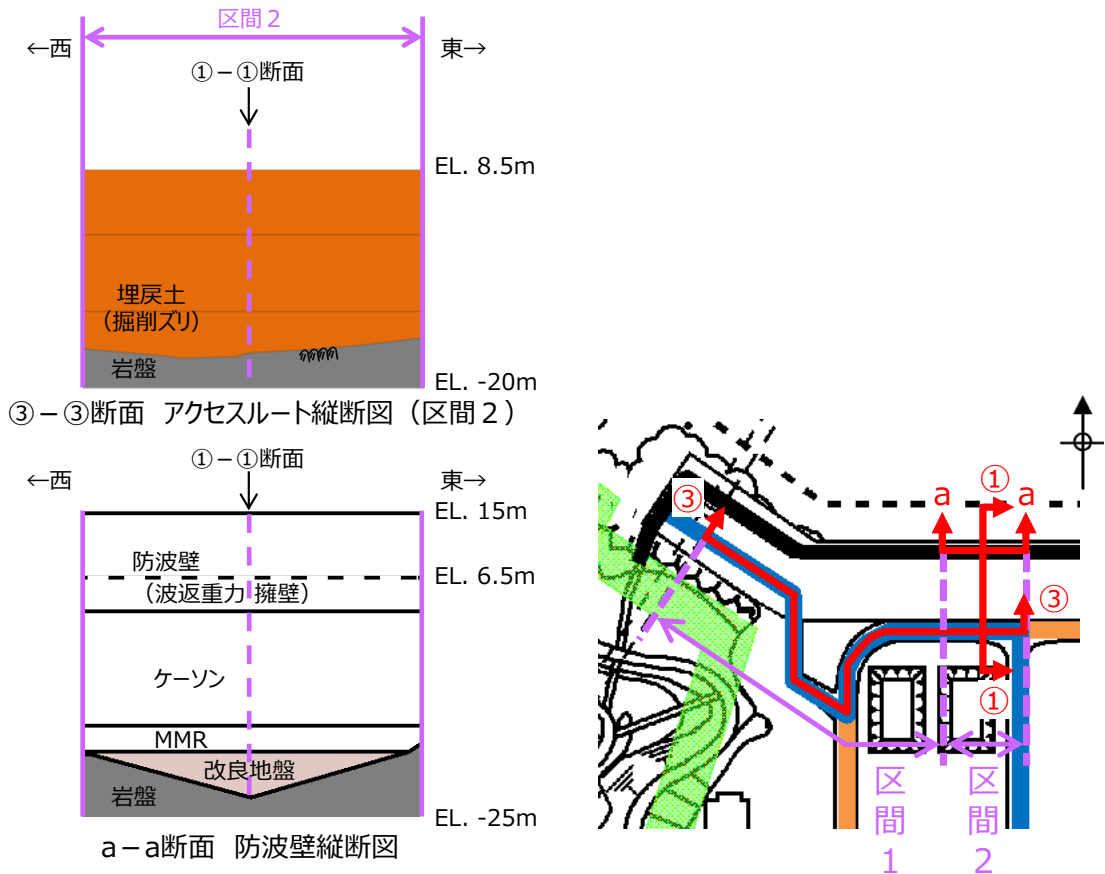 区間２
←西
東→
①－①断面
EL. 8.5m
埋戻土
(掘削ズリ)
岩盤
EL. -20m
③－③断面 アクセスルート縦断図（区間２）
①－①断面
←西
東→
EL. 15m
防波壁
EL. 6.5m
(波返重力 擁壁)
ケーソン
MMR
改良地盤
岩盤
EL. -25m
a－a断面 防波壁縦断図
③
a
①
a
③
①
区間1
区間2